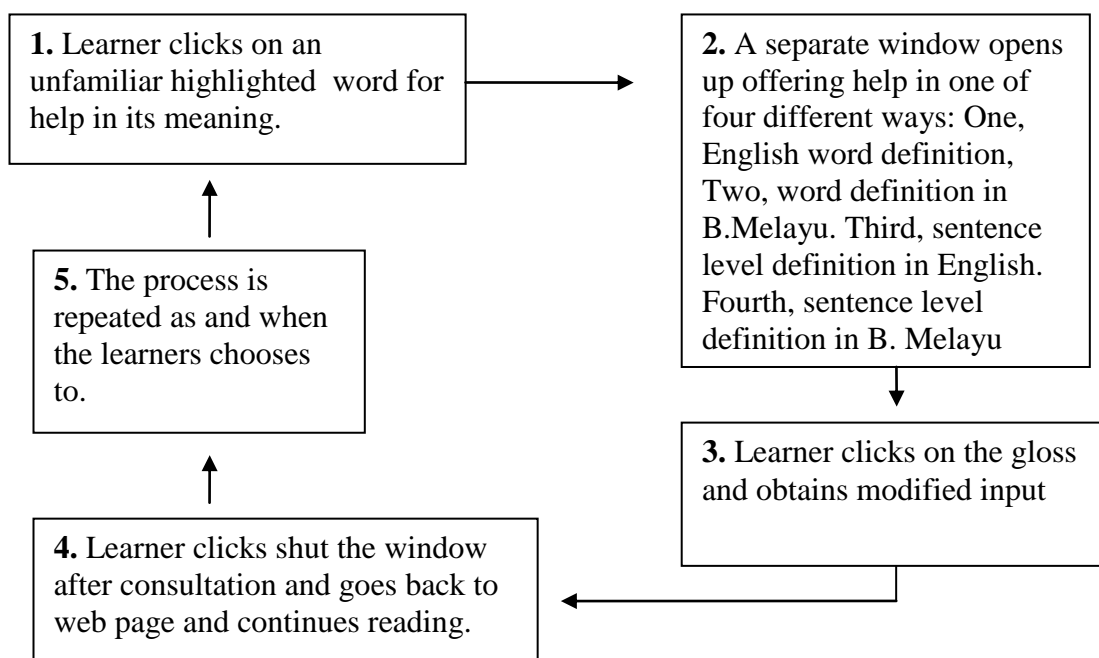 1. Learner clicks on an
unfamiliar highlighted  word for
help in its meaning.
2. A separate window opens
up offering help in one of
four different ways: One,
English word definition,
Two, word definition in
B.Melayu. Third, sentence
level definition in English.
Fourth, sentence level
definition in B. Melayu
3. Learner clicks on the gloss
and obtains modified input
4. Learner clicks shut the window
after consultation and goes back to
web page and continues reading.
5. The process is
repeated as and when
the learners chooses
to.